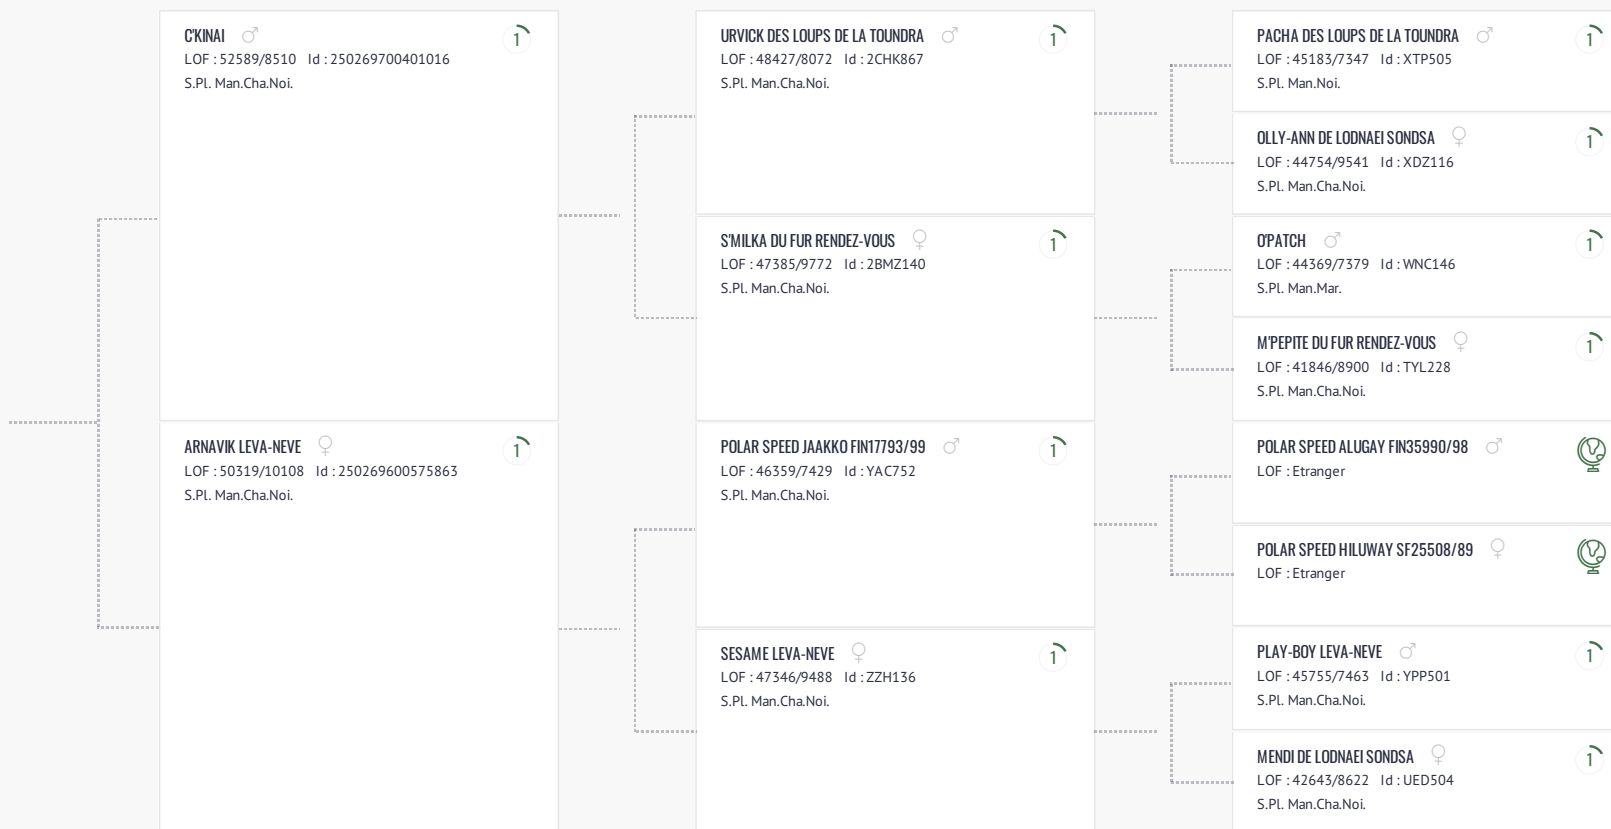 C'KINAI 1
LOF : 52589/8510 Id : 250269700401016
S.Pl. Man.Cha.Noi.
ARNAVIK LEVA-NEVE 1
LOF : 50319/10108 Id : 250269600575863
S.Pl. Man.Cha.Noi.
URVICK DES LOUPS DE LA TOUNDRA 1
LOF : 48427/8072 Id : 2CHK867
S.Pl. Man.Cha.Noi.
S'MILKA DU FUR RENDEZ-VOUS 1
LOF : 47385/9772 Id : 2BMZ140
S.Pl. Man.Cha.Noi.
POLAR SPEED JAAKKO FIN17793/99 1
LOF : 46359/7429 Id : YAC752
S.Pl. Man.Cha.Noi.
SESAME LEVA-NEVE 1
LOF : 47346/9488 Id : ZZH136
S.Pl. Man.Cha.Noi.
PACHA DES LOUPS DE LA TOUNDRA 1
LOF : 45183/7347 Id : XTP505
S.Pl. Man.Noi.
OLLY-ANN DE LODNAEI SONDSA 1
LOF : 44754/9541 Id : XDZ116
S.Pl. Man.Cha.Noi.
O'PATCH 1
LOF : 44369/7379 Id : WNC146
S.Pl. Man.Mar.
M'PEPITE DU FUR RENDEZ-VOUS 1
LOF : 41846/8900 Id : TYL228
S.Pl. Man.Cha.Noi.
POLAR SPEED ALUGAY FIN35990/98
LOF : Etranger
POLAR SPEED HILUWAY SF25508/89
LOF : Etranger
PLAY-BOY LEVA-NEVE 1
LOF : 45755/7463 Id : YPP501
S.Pl. Man.Cha.Noi.
MENDI DE LODNAEI SONDSA 1
LOF : 42643/8622 Id : UED504
S.Pl. Man.Cha.Noi.